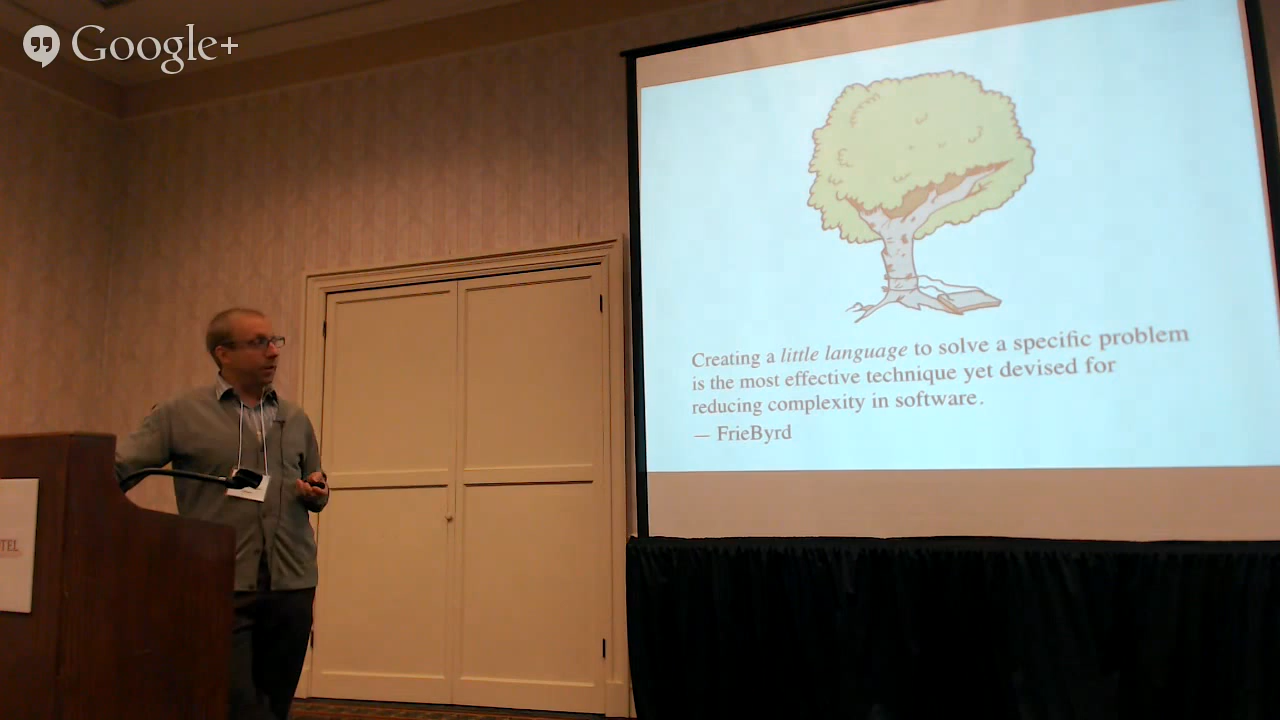 Google+
Creating a little language to solve a specific problem
is the most effective technique yet devised for
reducing complexity in software.
— FrieByrd
TEL